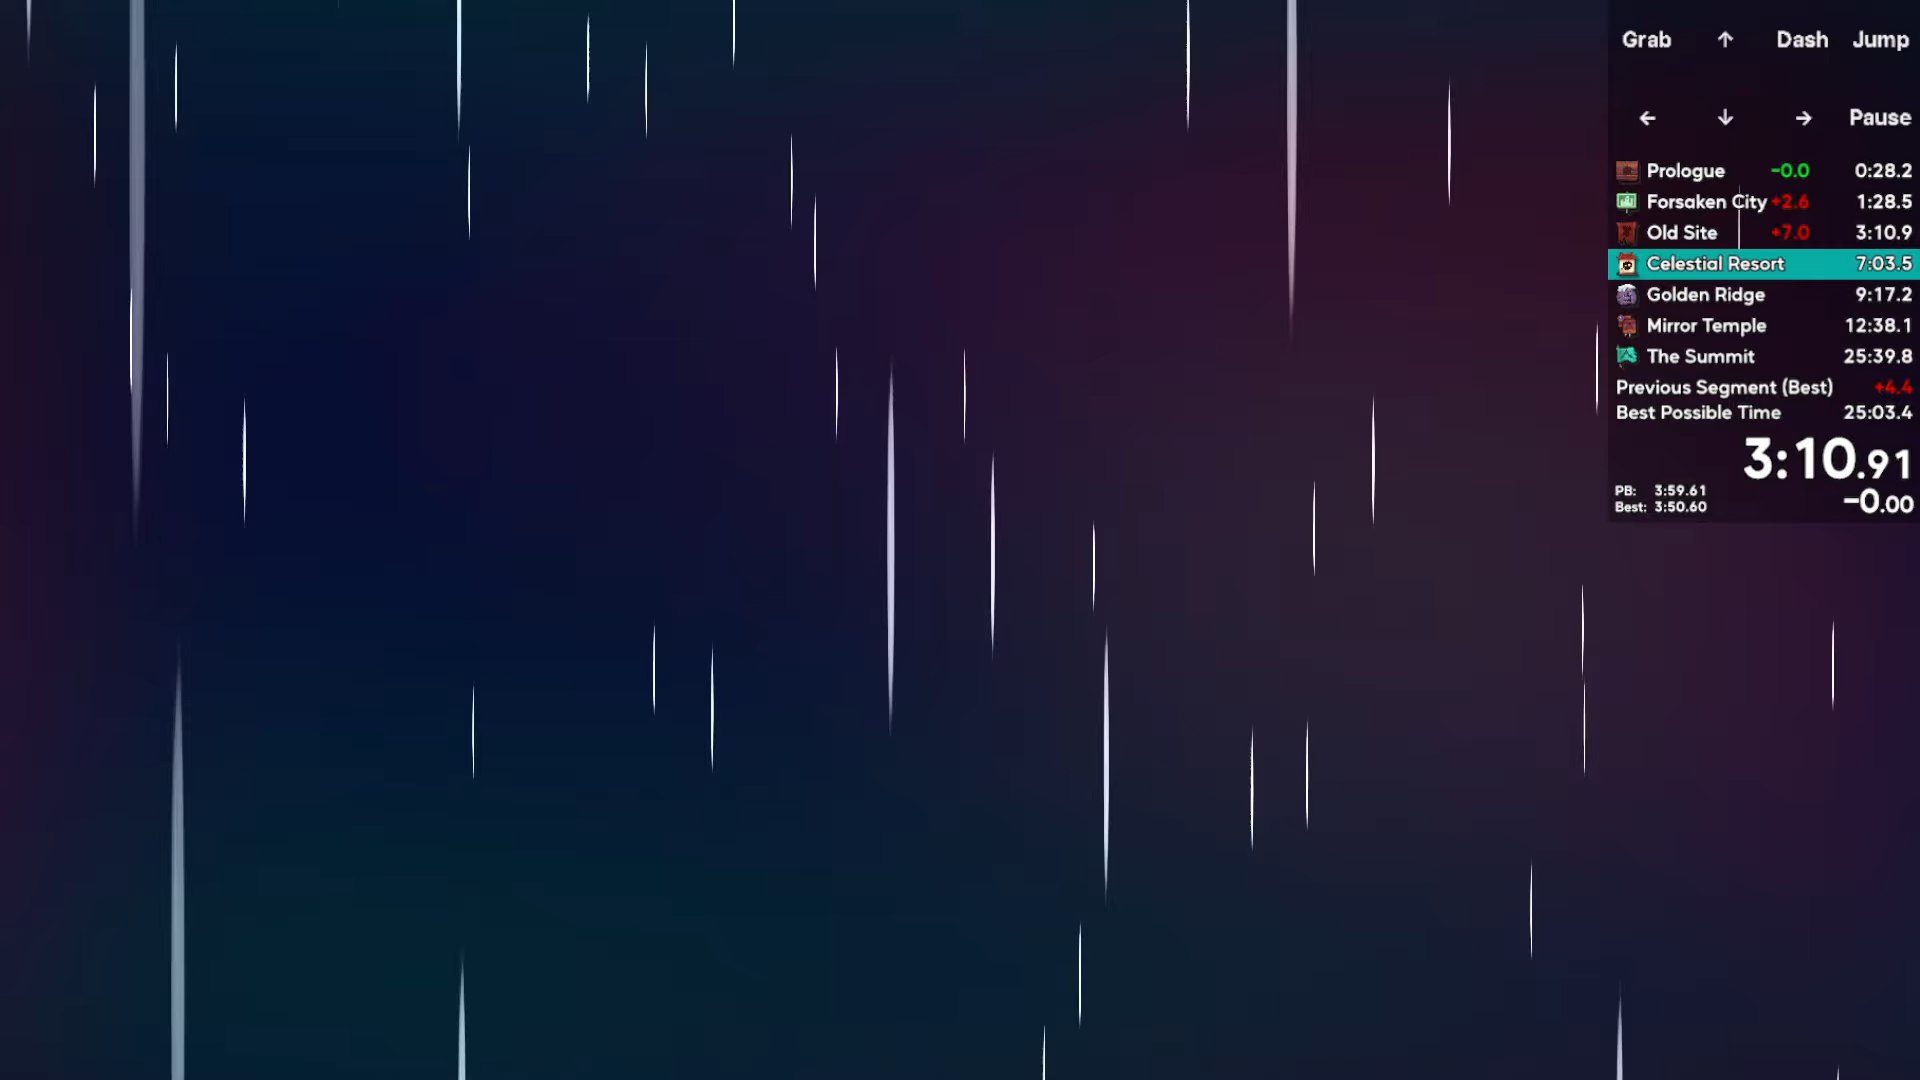 Grab ↑ Dash Jump
← ↓ → Pause
Prologue -0.0 0:28.2
Forsaken City +2.6 1:28.5
Old Site +7.0 3:10.9
Celestial Resort 7:03.5
Golden Ridge 9:17.2
Mirror Temple 12:38.1
The Summit 25:39.8
Previous Segment (Best) +4.4
Best Possible Time 25:03.4
3:10.91
PB: 3:59.61
Best: 3:50.60
-0.00